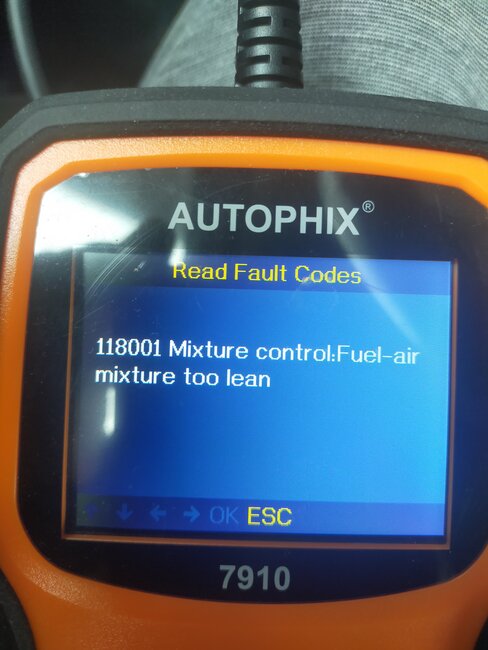 AUTOPHIX®
Read Fault Codes
118001 Mixture control:Fuel-air
mixture too lean
OK ESC
7910